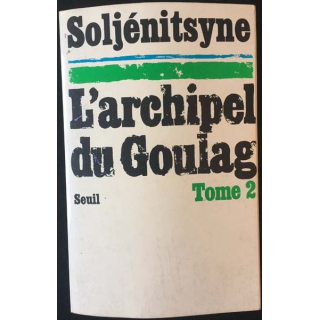 Soljénitsyne
L'archipel
du Goulag
Seuil
Tome 2